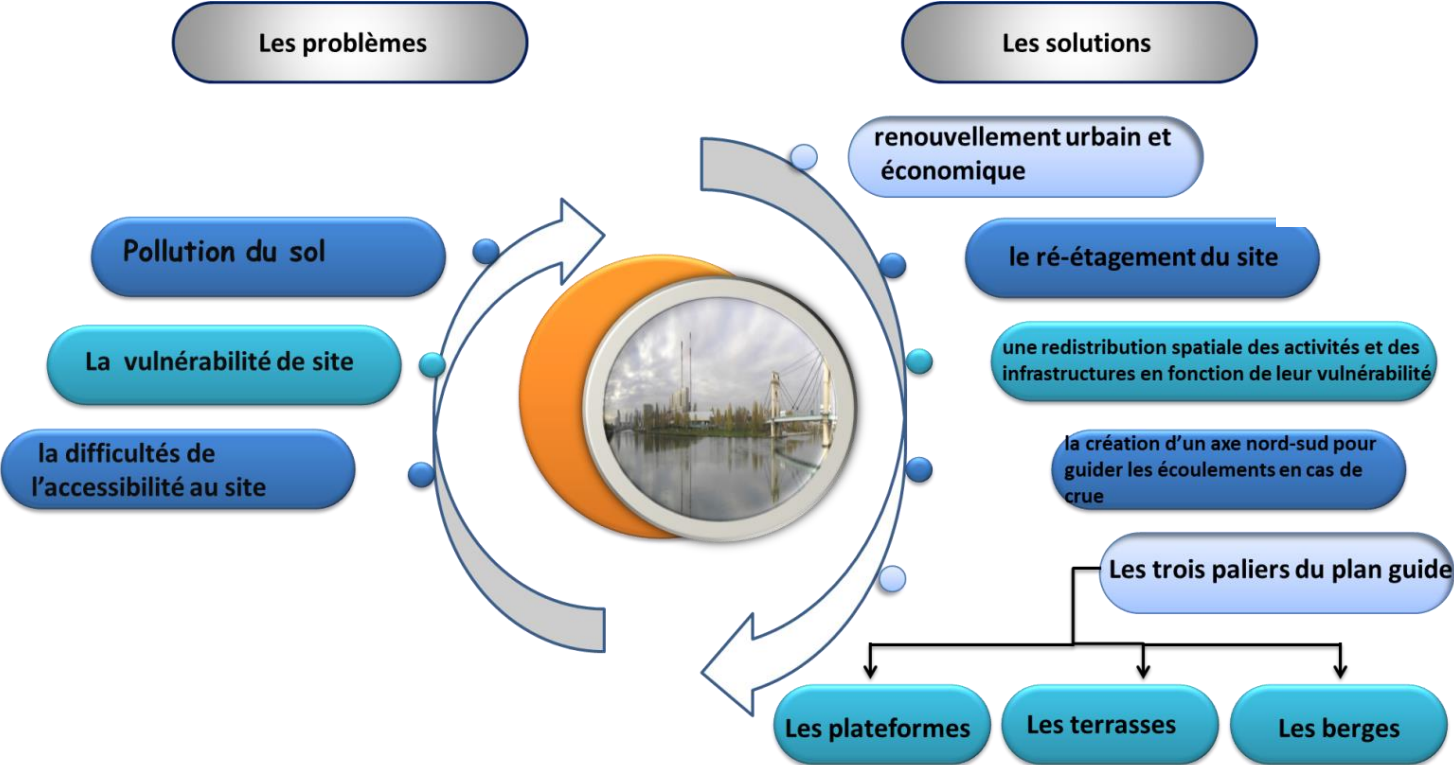 Les problèmes
Pollution du sol
La vulnérabilité de site
la difficultés de
l'accessibilité au site
Les solutions
renouvellement urbain et
économique
le ré-étagement du site
une redistribution spatiale des activités et des
infrastructures en fonction de leur vulnérabilité
la création d'un axe nord-sud pour
guider les écoulements en cas de
crue
Les trois paliers du plan guide
Les plateformes
Les terrasses
Les berges